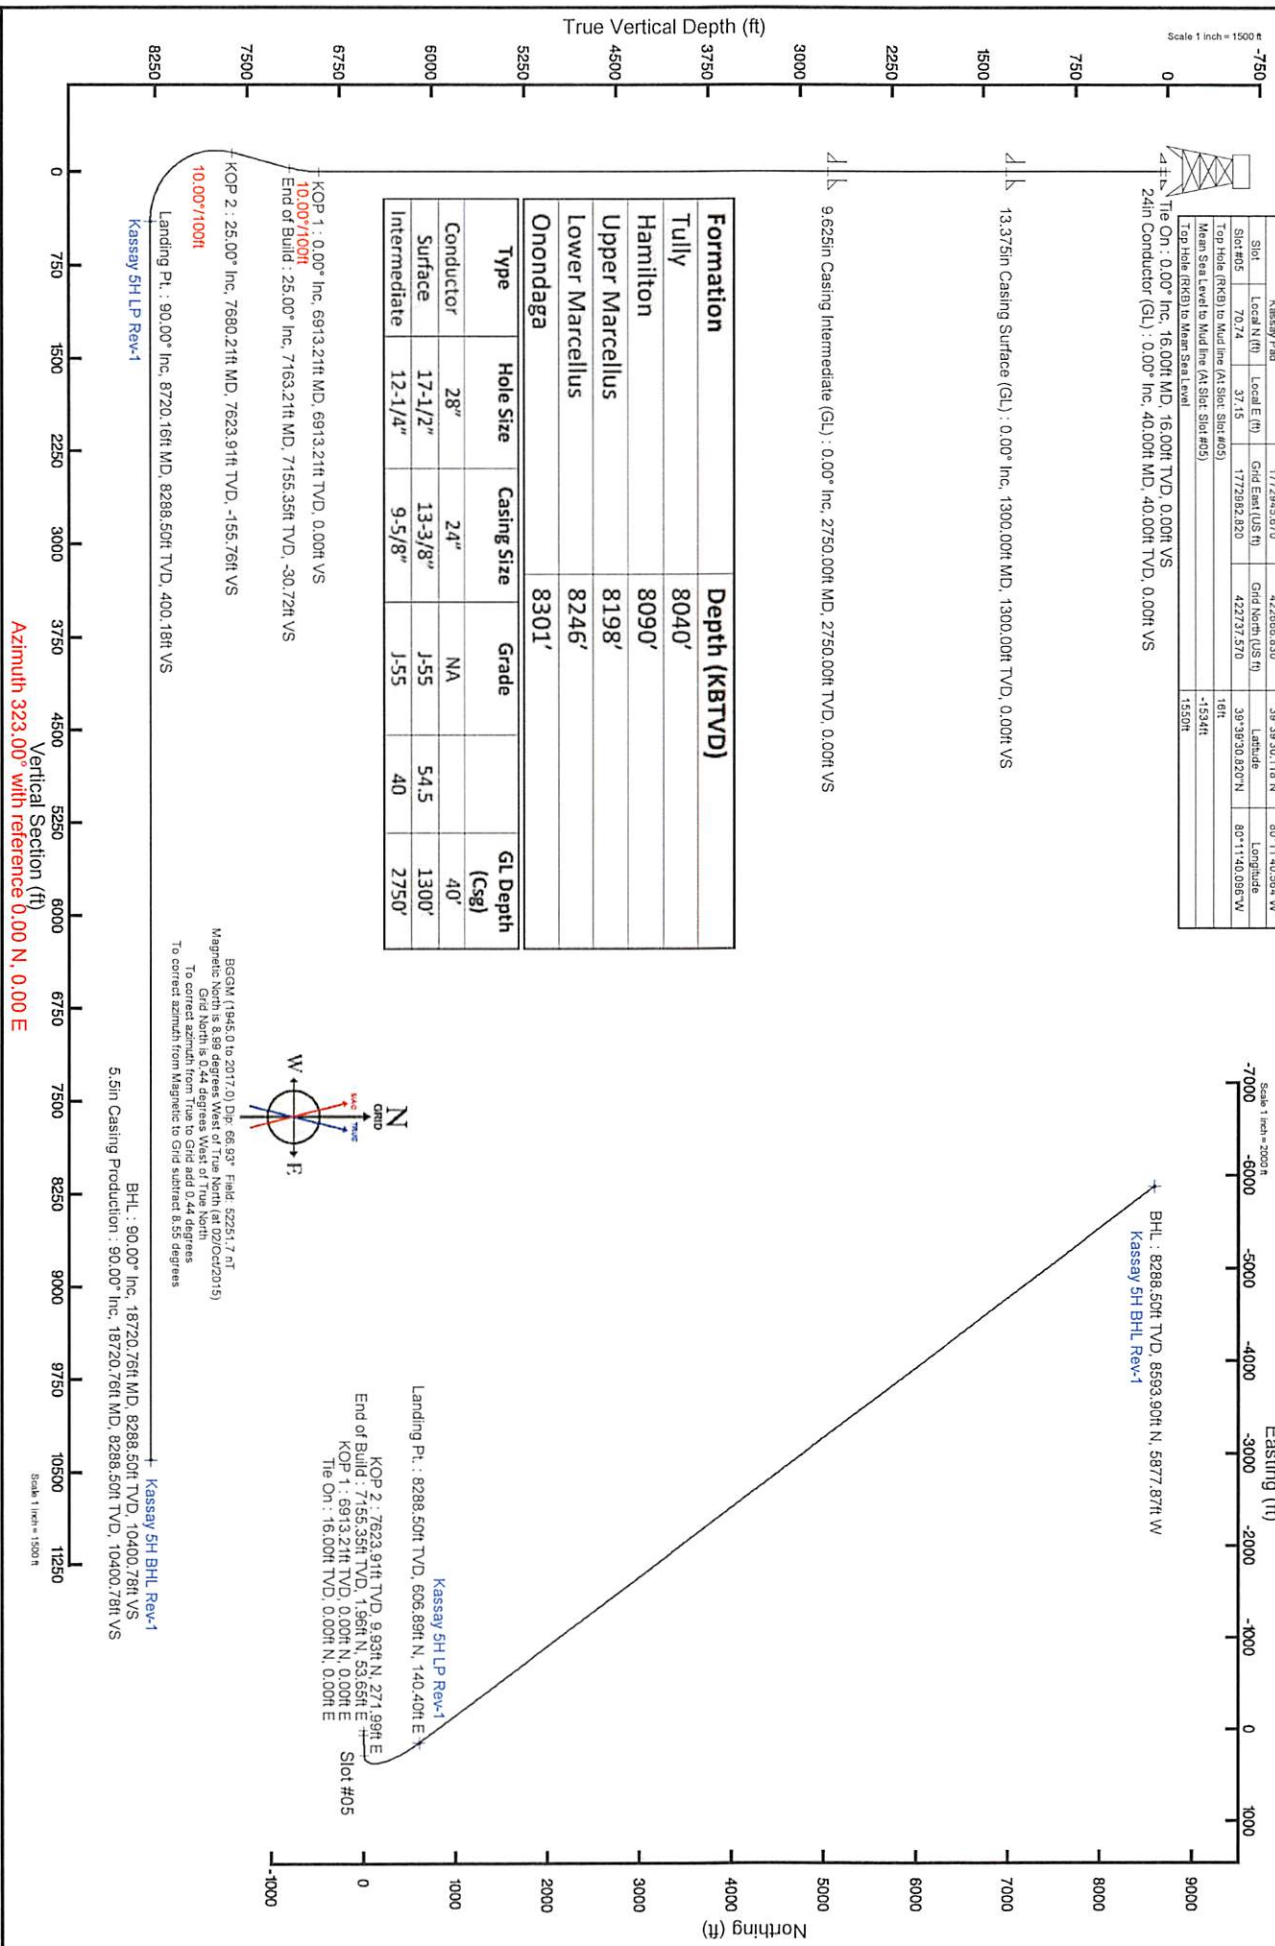 Scale 1 inch = 1500 ft
True Vertical Depth (ft)
-750
0
750
1500
2250
3000
3750
4500
5250
6000
6750
7500
8250
Kassay Pad
Slot Local N (ft) Local E (ft) Grid East (US ft) Grid North (US ft) Latitude Longitude
Slot #05 70.74 37.15 1772982.820 422737.570 39°39'30.820"N 80°11'40.096"W
Top Hole (RKB) to Mud line (At Slot: Slot #05) 16ft
Mean Sea Level to Mud line (At Slot: Slot #05) -1534ft
Top Hole (RKB) to Mean Sea Level 1550ft
Tie On : 0.00° Inc, 16.00ft MD, 16.00ft TVD, 0.00ft VS
24in Conductor (GL) : 0.00° Inc, 40.00ft MD, 40.00ft TVD, 0.00ft VS
13.375in Casing Surface (GL) : 0.00° Inc, 1300.00ft MD, 1300.00ft TVD, 0.00ft VS
9.625in Casing Intermediate (GL) : 0.00° Inc, 2750.00ft MD, 2750.00ft TVD, 0.00ft VS
Formation Depth (KBTVD)
Tully 8040'
Hamilton 8090'
Upper Marcellus 8198'
Lower Marcellus 8246'
Onondaga 8301'
Type Hole Size Casing Size Grade GL Depth (Csg)
Conductor 28" 24" NA 40'
Surface 17-1/2" 13-3/8" J-55 54.5 1300'
Intermediate 12-1/4" 9-5/8" J-55 40 2750'
KOP 1 : 0.00° Inc, 6913.21ft MD, 6913.21ft TVD, 0.00ft VS
10.00°/100ft
End of Build : 25.00° Inc, 7163.21ft MD, 7155.35ft TVD, -30.72ft VS
KOP 2 : 25.00° Inc, 7680.21ft MD, 7623.91ft TVD, -155.76ft VS
10.00°/100ft
Landing Pt. : 90.00° Inc, 8720.16ft MD, 8288.50ft TVD, 400.18ft VS
Kassay 5H LP Rev-1
Kassay 5H BHL Rev-1
BHL : 90.00° Inc, 18720.76ft MD, 8288.50ft TVD, 10400.78ft VS
5.5in Casing Production : 90.00° Inc, 18720.76ft MD, 8288.50ft TVD, 10400.78ft VS
0 750 1500 2250 3000 3750 4500 5250 6000 6750 7500 8250 9000 9750 10500 11250
Scale 1 inch = 1500 ft
Vertical Section (ft)
Azimuth 323.00° with reference 0.00 N, 0.00 E
Scale 1 inch = 2000 ft
Easting (ft)
-7000 -6000 -5000 -4000 -3000 -2000 -1000 0 1000
BHL : 8288.50ft TVD, 8593.90ft N, 5877.87ft W
Kassay 5H BHL Rev-1
Kassay 5H LP Rev-1
Landing Pt. : 8288.50ft TVD, 606.89ft N, 140.40ft E
KOP 2 : 7623.91ft TVD, 9.93ft N, 271.99ft E
End of Build : 7155.35ft TVD, 1.96ft N, 53.65ft E
KOP 1 : 6913.21ft TVD, 0.00ft N, 0.00ft E
Tie On : 16.00ft TVD, 0.00ft N, 0.00ft E
Slot #05
9000
8000
7000
6000
5000
4000
3000
2000
1000
0
-1000
Northing (ft)
N
GRID
MAG TRUE
W E
BGGM (1945.0 to 2017.0) Dip: 66.93° Field: 52251.7 nT
Magnetic North is 8.99 degrees West of True North (at 02/Oct/2015)
Grid North is 0.44 degrees West of True North
To correct azimuth from True to Grid add 0.44 degrees
To correct azimuth from Magnetic to Grid subtract 8.55 degrees